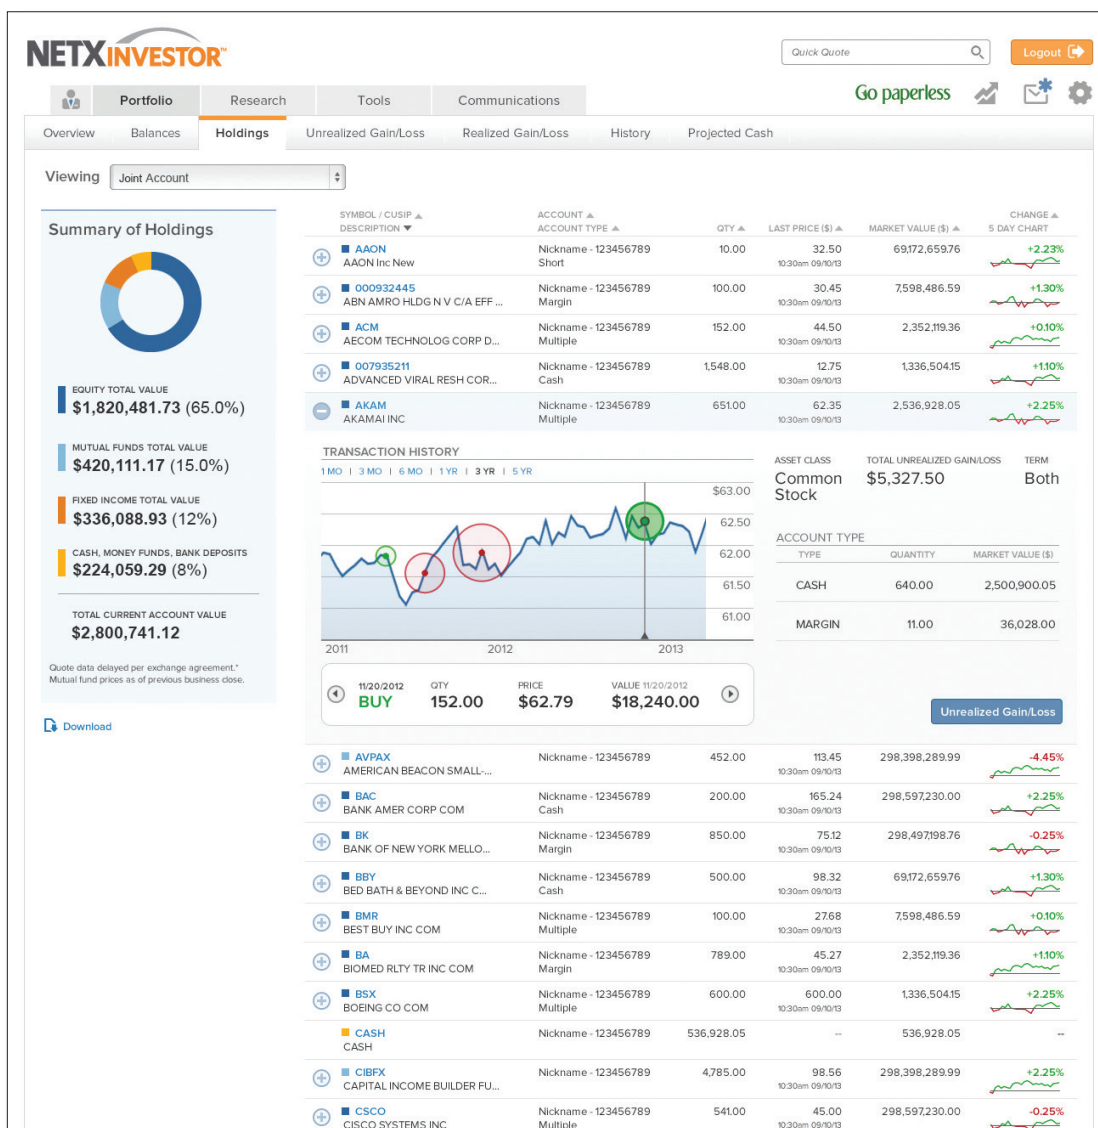 NETXINVESTOR™
Quick Quote
Logout
Portfolio Research Tools Communications
Go paperless
Overview Balances Holdings Unrealized Gain/Loss Realized Gain/Loss History Projected Cash
Viewing Joint Account
Summary of Holdings
EQUITY TOTAL VALUE
$1,820,481.73 (65.0%)
MUTUAL FUNDS TOTAL VALUE
$420,111.17 (15.0%)
FIXED INCOME TOTAL VALUE
$336,088.93 (12%)
CASH, MONEY FUNDS, BANK DEPOSITS
$224,059.29 (8%)
TOTAL CURRENT ACCOUNT VALUE
$2,800,741.12
Quote data delayed per exchange agreement.*
Mutual fund prices as of previous business close.
Download
SYMBOL / CUSIP ACCOUNT CHANGE
DESCRIPTION ACCOUNT TYPE QTY LAST PRICE ($) MARKET VALUE ($) 5 DAY CHART
AAON Nickname - 123456789 10.00 32.50 69,172,659.76 +2.23%
AAON Inc New Short 10:30am 09/10/13
000932445 Nickname - 123456789 100.00 30.45 7,598,486.59 +1.30%
ABN AMRO HLDG N V C/A EFF ... Margin 10:30am 09/10/13
ACM Nickname - 123456789 152.00 44.50 2,352,119.36 +0.10%
AECOM TECHNOLOG CORP D... Multiple 10:30am 09/10/13
007935211 Nickname - 123456789 1,548.00 12.75 1,336,504.15 +1.10%
ADVANCED VIRAL RESH COR... Cash 10:30am 09/10/13
AKAM Nickname - 123456789 651.00 62.35 2,536,928.05 +2.25%
AKAMAI INC Multiple 10:30am 09/10/13
TRANSACTION HISTORY
1 MO | 3 MO | 6 MO | 1 YR | 3 YR | 5 YR
$63.00
62.50
62.00
61.50
61.00
2011 2012 2013
11/20/2012 QTY PRICE VALUE 11/20/2012
BUY 152.00 $62.79 $18,240.00
ASSET CLASS TOTAL UNREALIZED GAIN/LOSS TERM
Common Stock $5,327.50 Both
ACCOUNT TYPE
TYPE QUANTITY MARKET VALUE ($)
CASH 640.00 2,500,900.05
MARGIN 11.00 36,028.00
Unrealized Gain/Loss
AVPAX Nickname - 123456789 452.00 113.45 298,398,289.99 -4.45%
AMERICAN BEACON SMALL-... 10:30am 09/10/13
BAC Nickname - 123456789 200.00 165.24 298,597,230.00 +2.25%
BANK AMER CORP COM Cash 10:30am 09/10/13
BK Nickname - 123456789 850.00 75.12 298,497,198.76 -0.25%
BANK OF NEW YORK MELLO... Margin 10:30am 09/10/13
BBY Nickname - 123456789 500.00 98.32 69,172,659.76 +1.30%
BED BATH & BEYOND INC C... Cash 10:30am 09/10/13
BMR Nickname - 123456789 100.00 27.68 7,598,486.59 +0.10%
BEST BUY INC COM Multiple 10:30am 09/10/13
BA Nickname - 123456789 789.00 45.27 2,352,119.36 +1.10%
BIOMED RLTY TR INC COM Margin 10:30am 09/10/13
BSX Nickname - 123456789 600.00 600.00 1,336,504.15 +2.25%
BOEING CO COM Multiple 10:30am 09/10/13
CASH Nickname - 123456789 536,928.05 -- 536,928.05 --
CASH
CIBFX Nickname - 123456789 4,785.00 98.56 298,398,289.99 +2.25%
CAPITAL INCOME BUILDER FU... 10:30am 09/10/13
CSCO Nickname - 123456789 541.00 45.00 298,597,230.00 -0.25%
CISCO SYSTEMS INC Multiple 10:30am 09/10/13